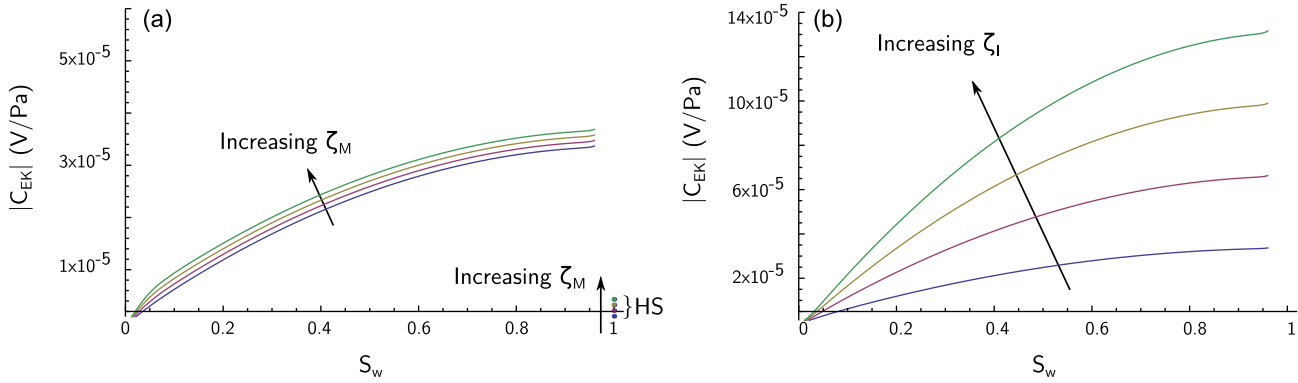 (a)
5x10⁻⁵
3x10⁻⁵
1x10⁻⁵
|C_EK| (V/Pa)
Increasing ζ_M
Increasing ζ_M
HS
0 0.2 0.4 0.6 0.8 1
S_w
(b)
14x10⁻⁵
10x10⁻⁵
6x10⁻⁵
2x10⁻⁵
|C_EK| (V/Pa)
Increasing ζ_I
0 0.2 0.4 0.6 0.8 1
S_w